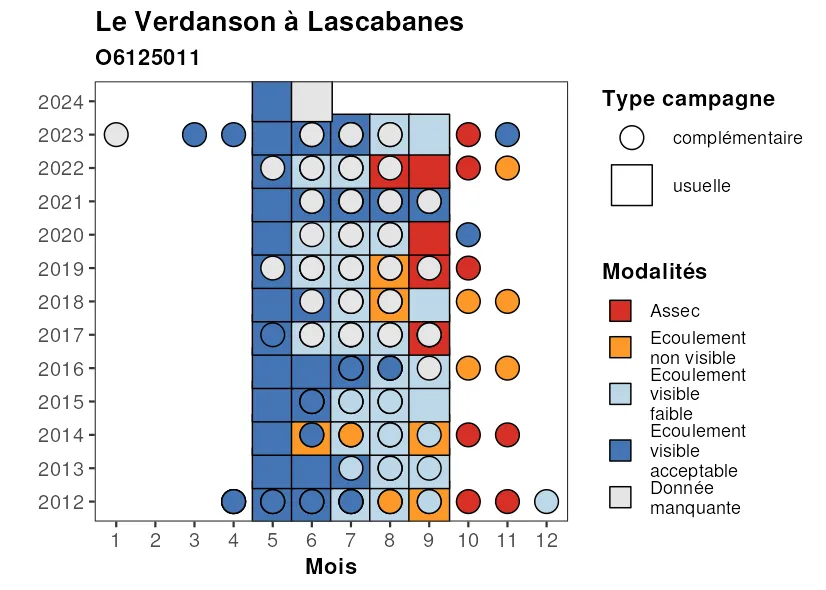 Le Verdanson à Lascabanes
O6125011
2024
2023
2022
2021
2020
2019
2018
2017
2016
2015
2014
2013
2012
1 2 3 4 5 6 7 8 9 10 11 12
Mois
Type campagne
complémentaire
usuelle
Modalités
Assec
Ecoulement
non visible
Ecoulement
visible
faible
Ecoulement
visible
acceptable
Donnée
manquante